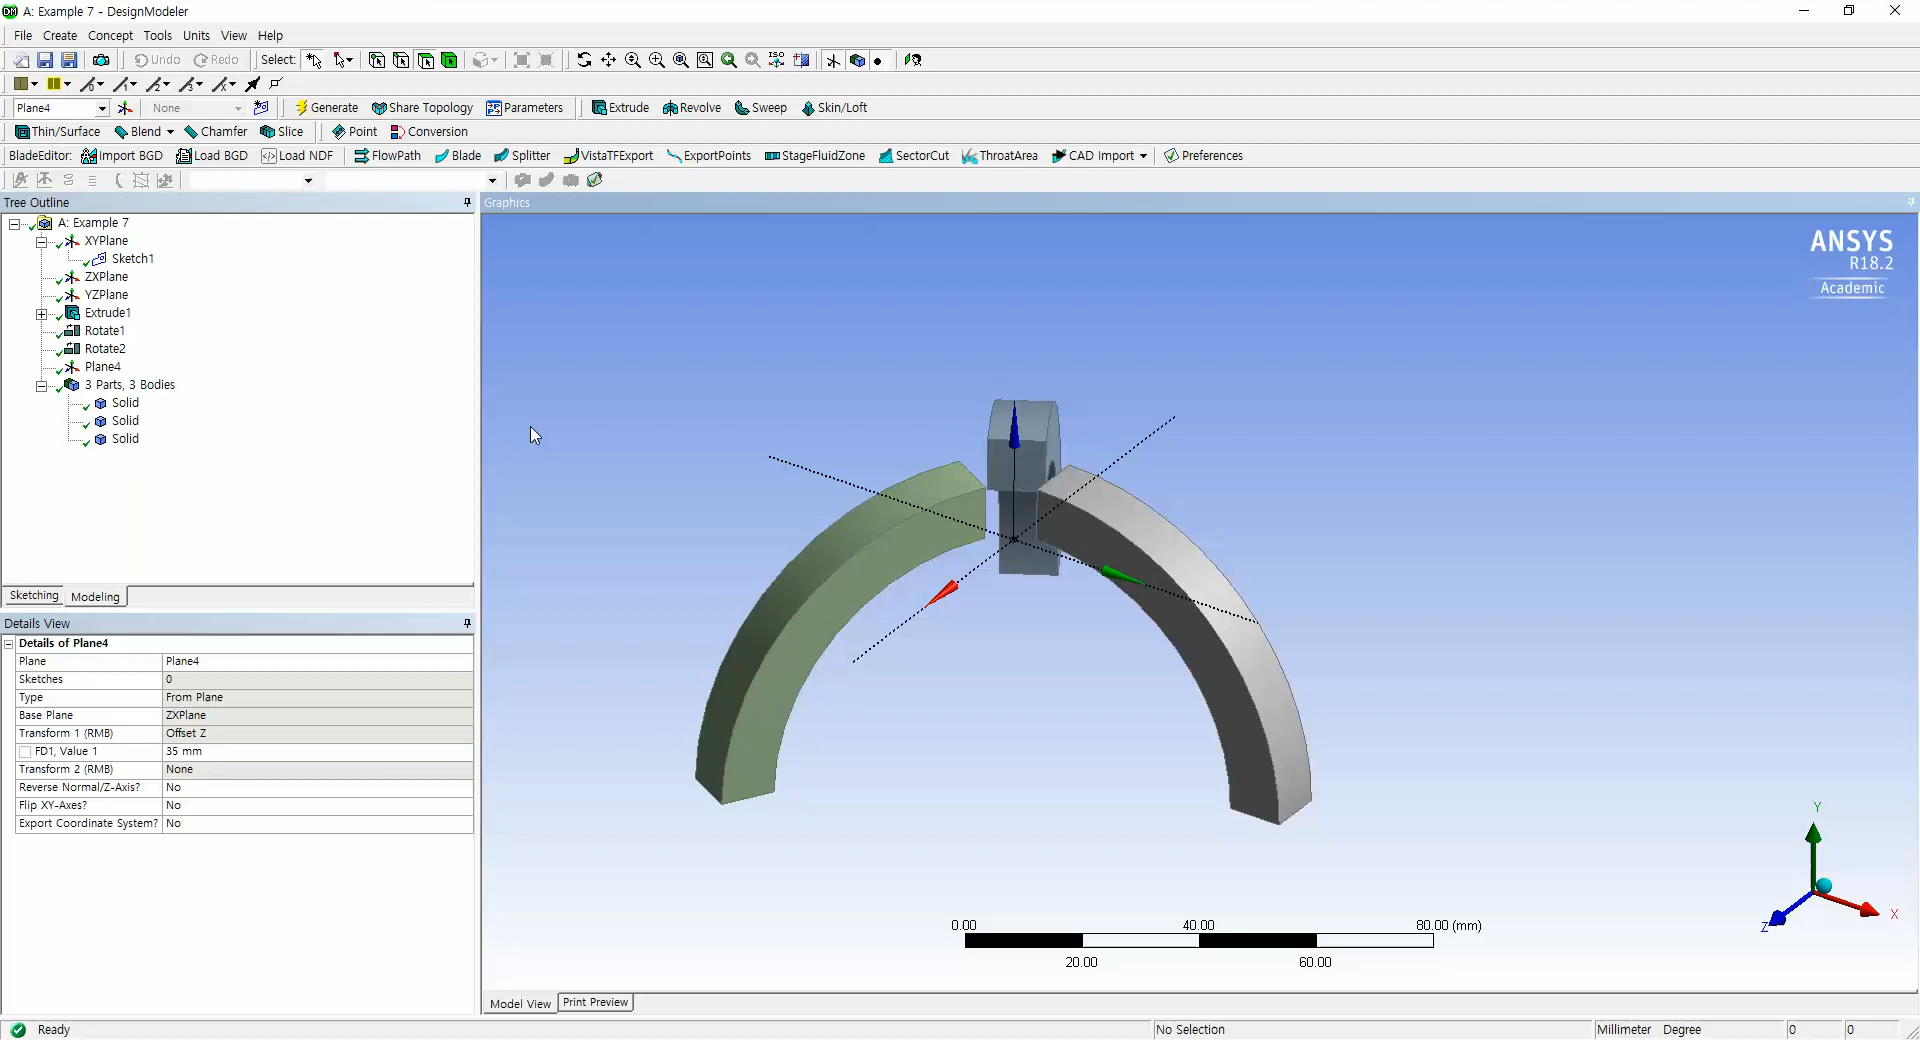 A: Example 7 - DesignModeler
File Create Concept Tools Units View Help
Undo Redo Select: ISO
Plane4 None Generate Share Topology Parameters Extrude Revolve Sweep Skin/Loft
Thin/Surface Blend Chamfer Slice Point Conversion
BladeEditor: Import BGD Load BGD Load NDF FlowPath Blade Splitter VistaTFExport ExportPoints StageFluidZone SectorCut ThroatArea CAD Import Preferences
Tree Outline
A: Example 7
XYPlane
Sketch1
ZXPlane
YZPlane
Extrude1
Rotate1
Rotate2
Plane4
3 Parts, 3 Bodies
Solid
Solid
Solid
Sketching Modeling
Details View
Details of Plane4
Plane Plane4
Sketches 0
Type From Plane
Base Plane ZXPlane
Transform 1 (RMB) Offset Z
FD1, Value 1 35 mm
Transform 2 (RMB) None
Reverse Normal/Z-Axis? No
Flip XY-Axes? No
Export Coordinate System? No
Graphics
ANSYS
R18.2
Academic
Y
X
Z
0.00 40.00 80.00 (mm)
20.00 60.00
Model View Print Preview
Ready No Selection Millimeter Degree 0 0